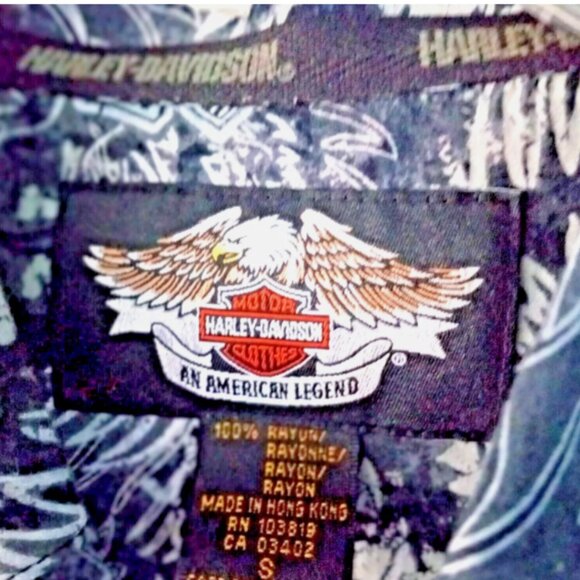 HARLEY-DAVIDSON® HARLEY-
MOTOR
HARLEY-DAVIDSON
CLOTHES
®
AN AMERICAN LEGEND
100% RAYON/
RAYONNE/
RAYON/
RAYON
MADE IN HONG KONG
RN 103819
CA 03402
S